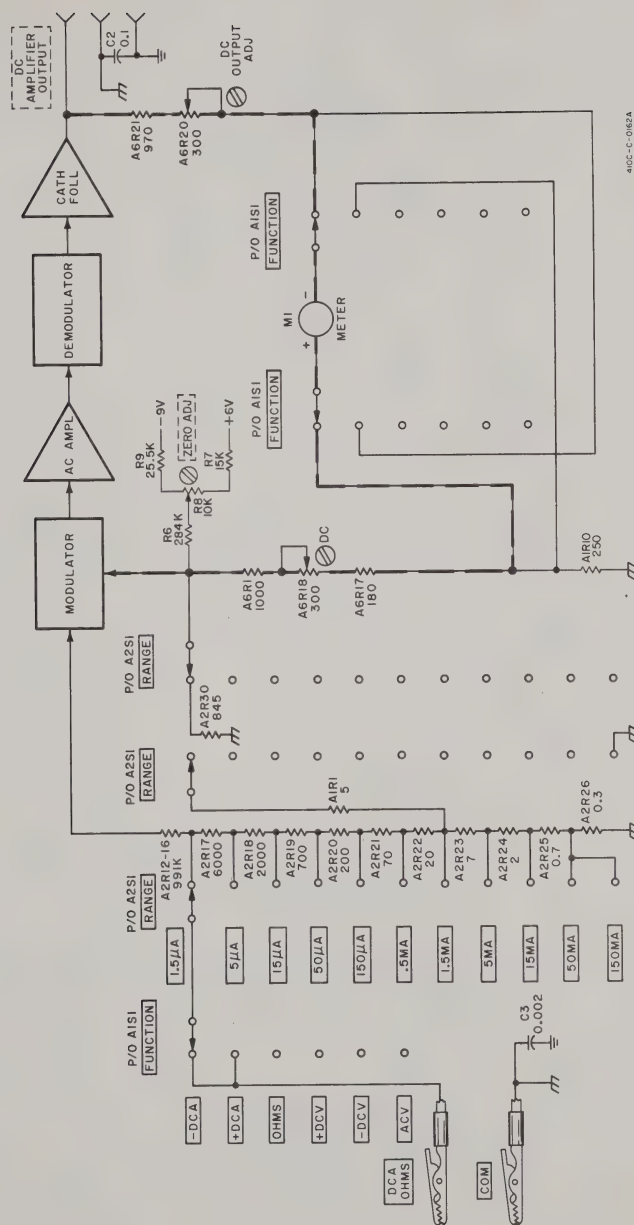 DC
AMPLIFIER
OUTPUT
C2
0.1
CATH
FOLL
A6R21
970
A6R20
300
DC
OUTPUT
ADJ
DEMODULATOR
AC AMPL
MODULATOR
R9
25.5K
-9V
ZERO ADJ
R6
284K
R8
10K
R7
15K
+6V
P/O A1S1
FUNCTION
+
M1
-
METER
P/O A1S1
FUNCTION
A6R1
1000
A6R18
300
DC
A6R17
180
A1R10
250
P/O A2S1
RANGE
A2R30
845
P/O A2S1
RANGE
A1R1
5
P/O A2S1
RANGE
A2R12-16
991K
A2R17
6000
A2R18
2000
A2R19
700
A2R20
200
A2R21
70
A2R22
20
A2R23
7
A2R24
2
A2R25
0.7
A2R26
0.3
1.5μA
5μA
15μA
50μA
150μA
.5MA
1.5MA
5MA
15MA
50MA
150MA
P/O A1S1
FUNCTION
-DCA
+DCA
OHMS
+DCV
-DCV
ACV
DCA
OHMS
COM
C3
0.002
410C-C-0162A